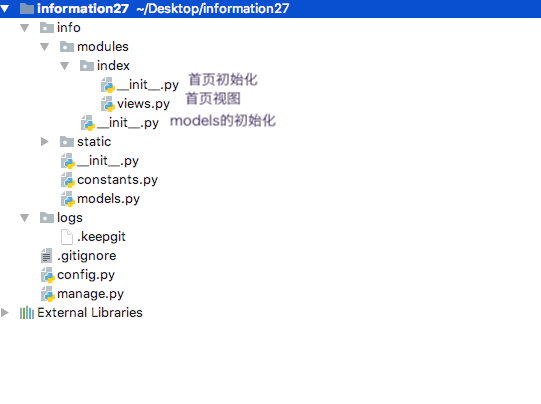 information27 ~/Desktop/information27
info
modules
index
__init__.py 首页初始化
views.py 首页视图
__init__.py models的初始化
static
__init__.py
constants.py
models.py
logs
.keepgit
.gitignore
config.py
manage.py
External Libraries